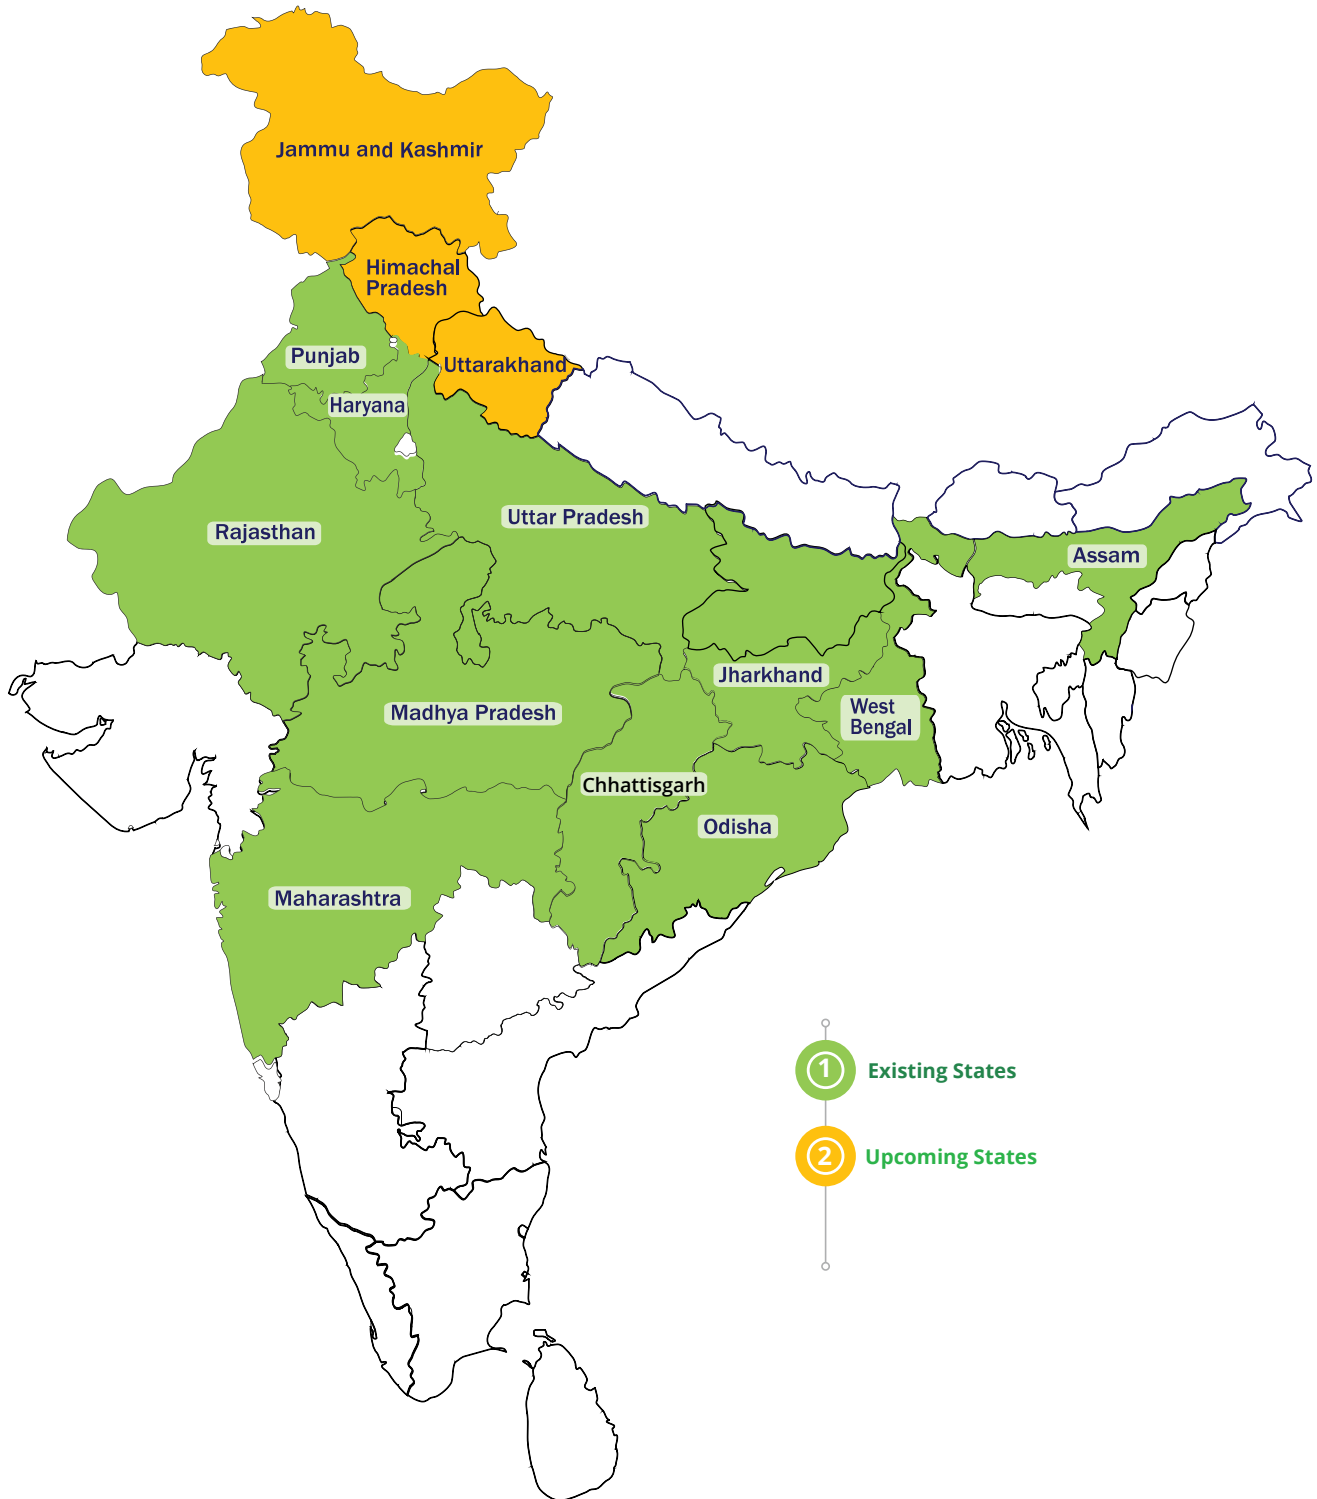 Jammu and Kashmir
Himachal
Pradesh
Punjab
Uttarakhand
Haryana
Uttar Pradesh
Rajasthan
Assam
Jharkhand
West
Bengal
Madhya Pradesh
Chhattisgarh
Odisha
Maharashtra
1 Existing States
2 Upcoming States